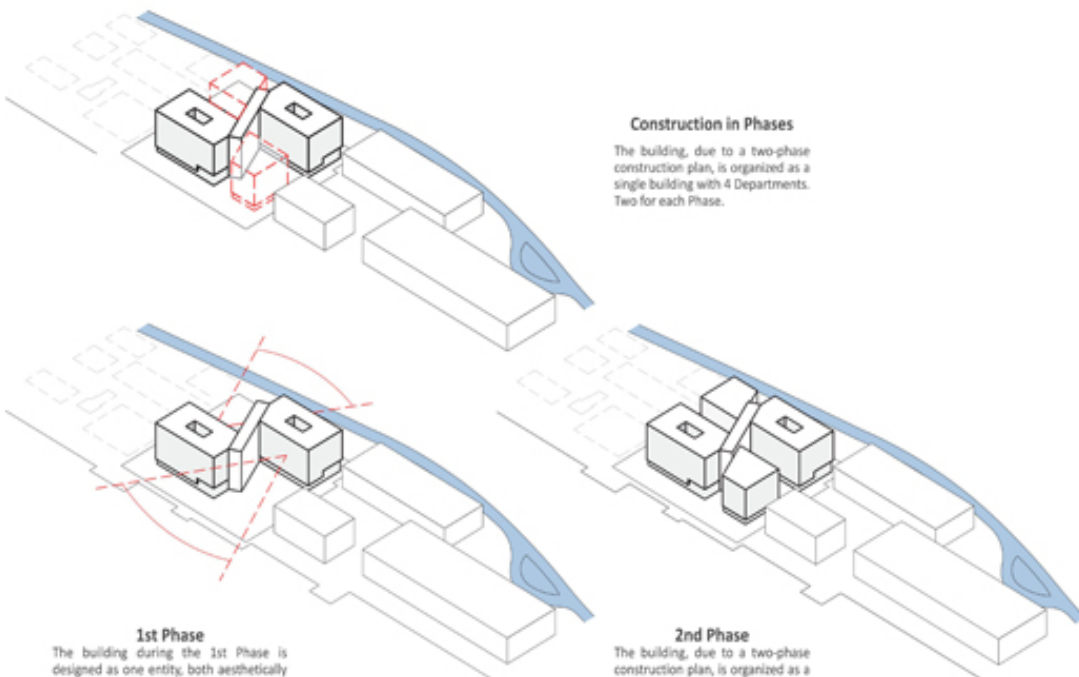 Construction in Phases
The building, due to a two-phase
construction plan, is organized as a
single building with 4 Departments.
Two for each Phase.
1st Phase
The building during the 1st Phase is
designed as one entity, both aesthetically
2nd Phase
The building, due to a two-phase
construction plan, is organized as a